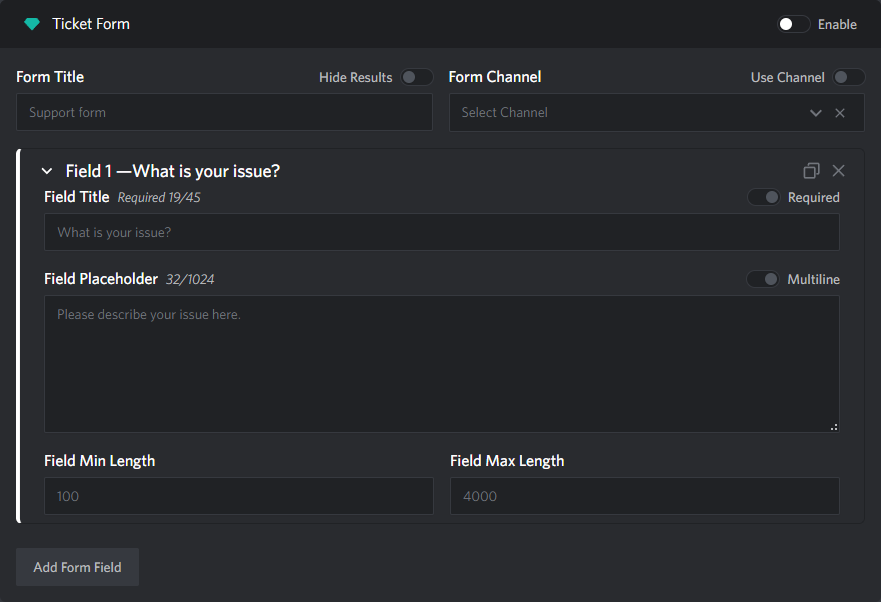 Ticket Form Enable
Form Title Hide Results Form Channel Use Channel
Support form Select Channel
Field 1 —What is your issue?
Field Title Required 19/45 Required
What is your issue?
Field Placeholder 32/1024 Multiline
Please describe your issue here.
Field Min Length Field Max Length
100 4000
Add Form Field